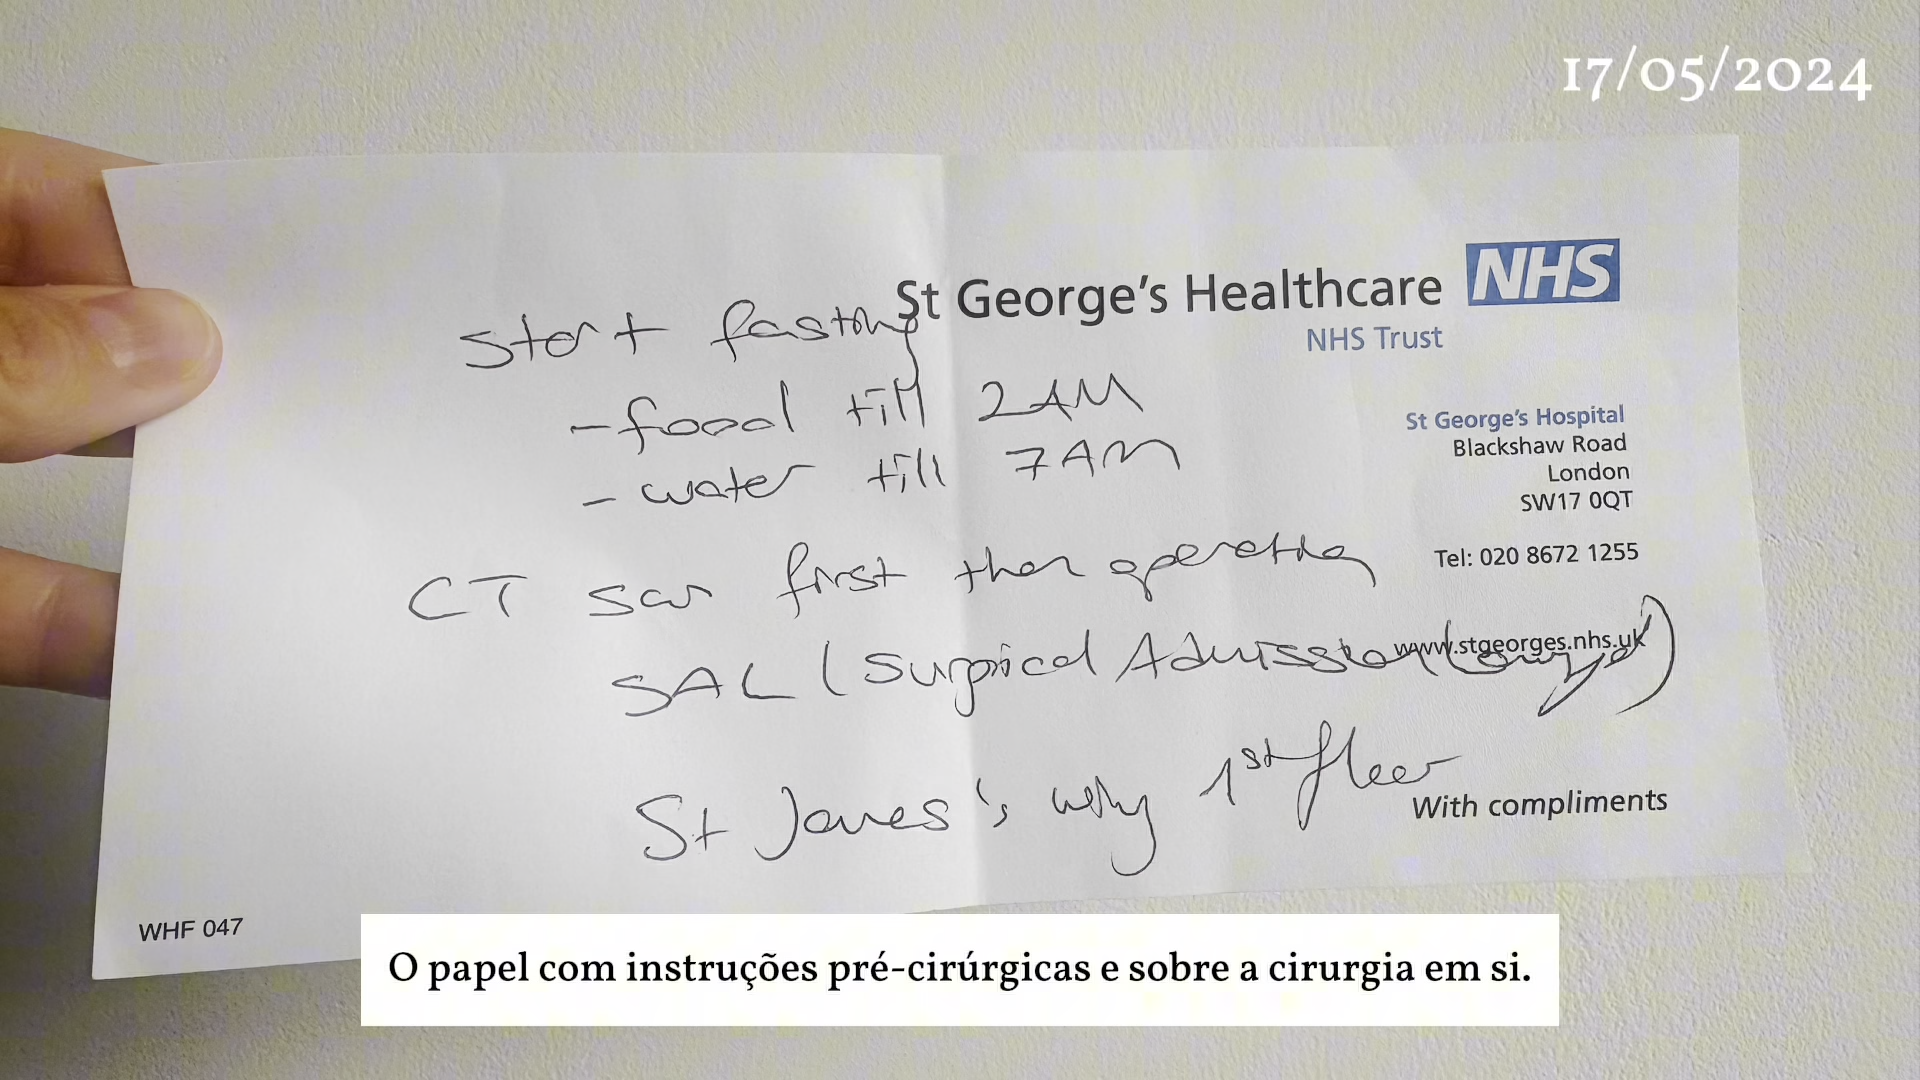 17/05/2024
St George's Healthcare NHS
NHS Trust
Start fasting
- food till 2AM
- water till 7AM
CT scan first then operating
SAL (Surgical Admission Lounge)
St James's wing 1st floor
St George's Hospital
Blackshaw Road
London
SW17 0QT
Tel: 020 8672 1255
www.stgeorges.nhs.uk
With compliments
WHF 047
O papel com instruções pré-cirúrgicas e sobre a cirurgia em si.